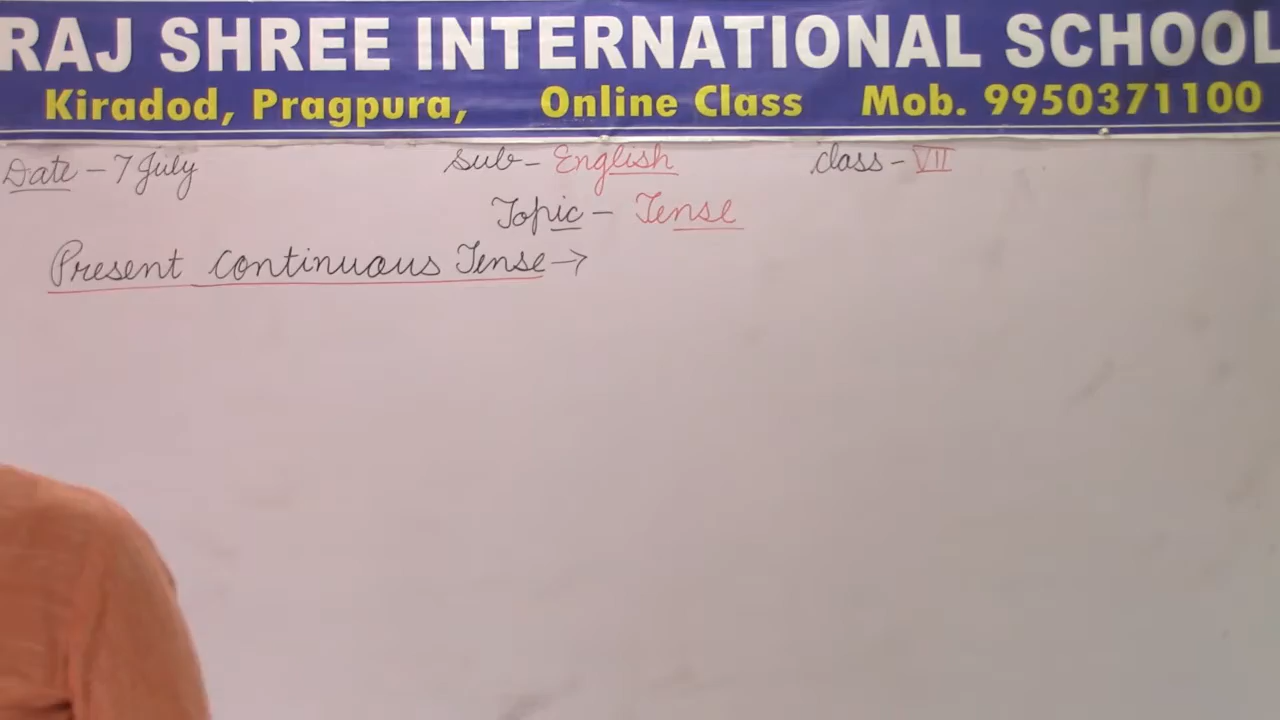 RAJ SHREE INTERNATIONAL SCHOOL
Kiradod, Pragpura, Online Class Mob. 9950371100
Date - 7 July Sub - English Class - VII
Topic - Tense
Present Continuous Tense →